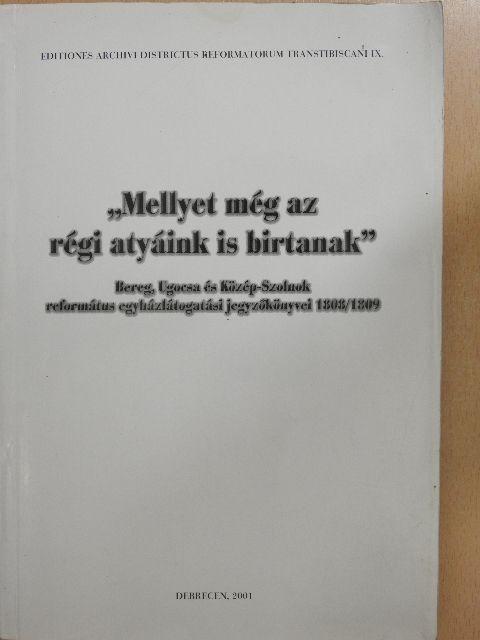 EDITIONES ARCHIVI DISTRICTUS REFORMATORUM TRANSTIBISCANI IX.
„Mellyet még az
régi atyáink is birtanak”
Bereg, Ugocsa és Közép-Szolnok
református egyházlátogatási jegyzőkönyvei 1808/1809
DEBRECEN, 2001